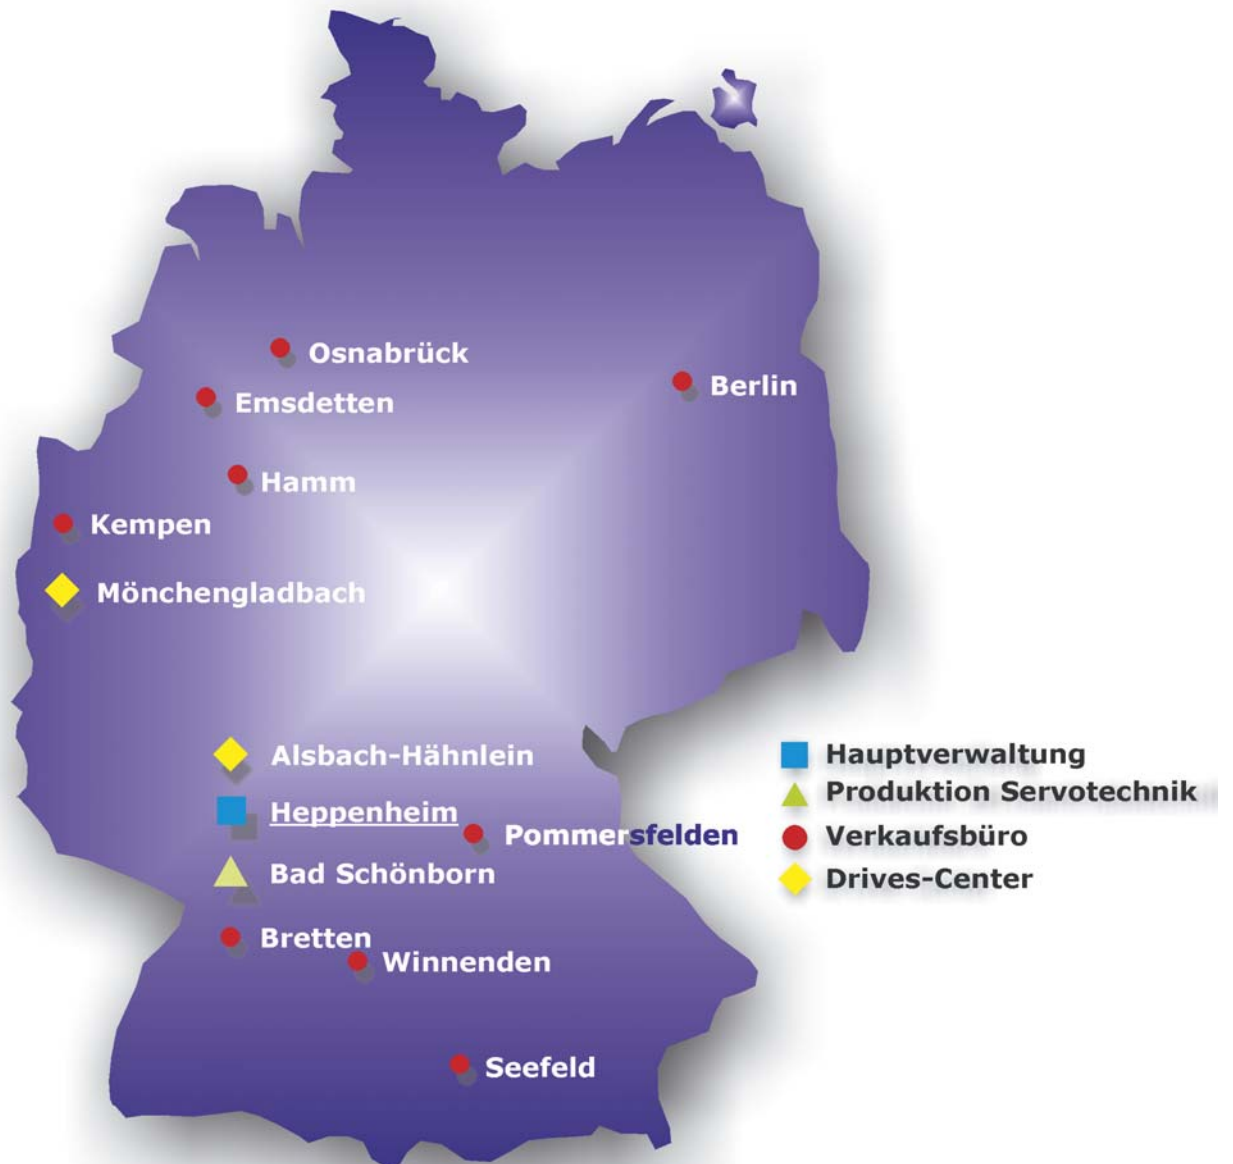 Osnabrück
Berlin
Emsdetten
Hamm
Kempen
Mönchengladbach
Alsbach-Hähnlein
Heppenheim
Pommersfelden
Bad Schönborn
Bretten
Winnenden
Seefeld
Hauptverwaltung
Produktion Servotechnik
Verkaufsbüro
Drives-Center